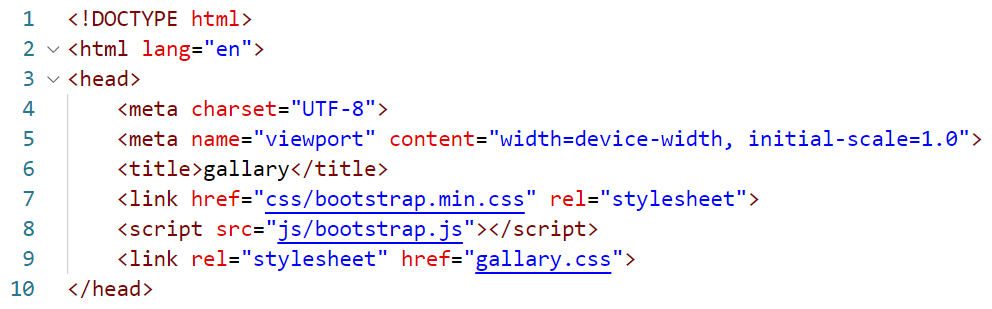 1 <!DOCTYPE html>
2 <html lang="en">
3 <head>
4     <meta charset="UTF-8">
5     <meta name="viewport" content="width=device-width, initial-scale=1.0">
6     <title>gallary</title>
7     <link href="css/bootstrap.min.css" rel="stylesheet">
8     <script src="js/bootstrap.js"></script>
9     <link rel="stylesheet" href="gallary.css">
10 </head>